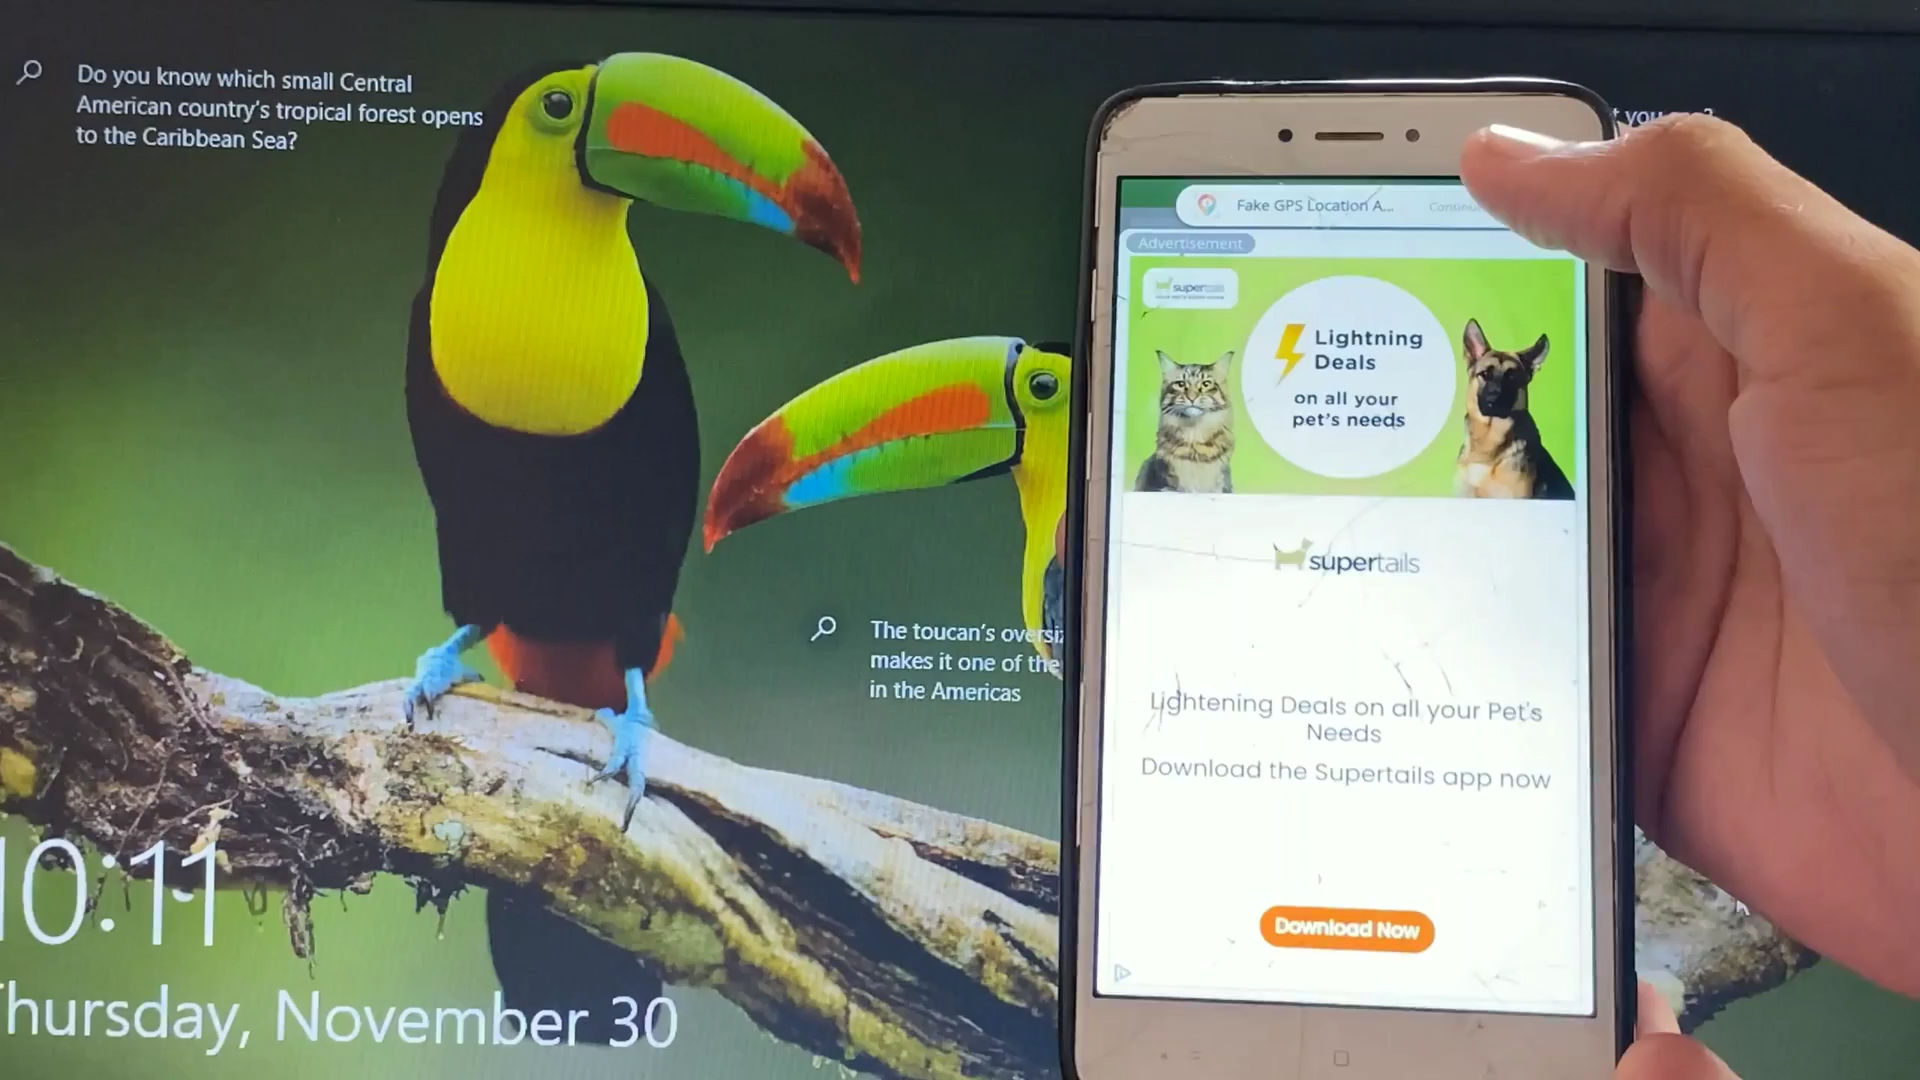 Do you know which small Central
American country's tropical forest opens
to the Caribbean Sea?
The toucan's
makes it one of the
in the Americas
10:11
Thursday, November 30
Fake GPS Location A...
Advertisement
supertails
Lightning
Deals
on all your
pet's needs
supertails
Lightening Deals on all your Pet's
Needs
Download the Supertails app now
Download Now